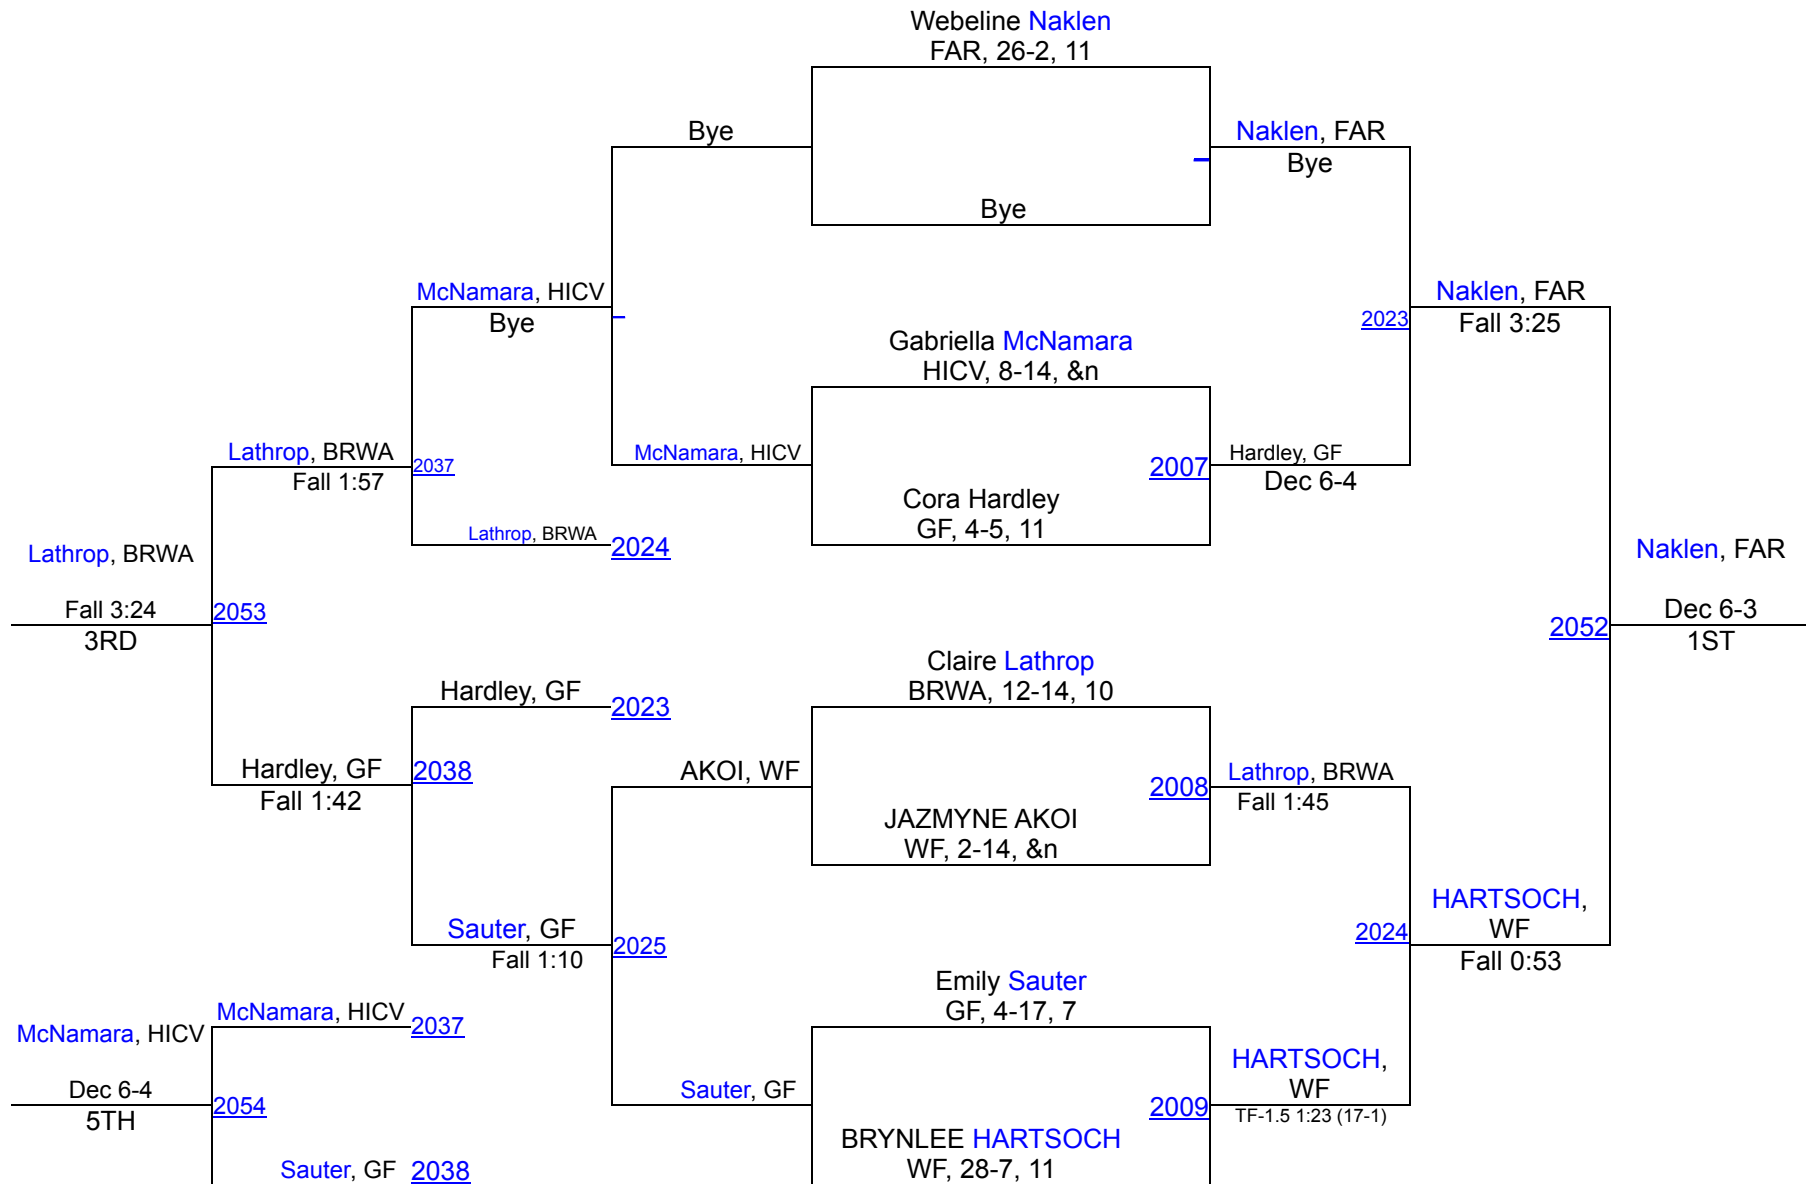 Webeline Naklen
FAR, 26-2, 11
Bye
Naklen, FAR
Bye
Bye
McNamara, HICV
Bye
Naklen, FAR
2023
Fall 3:25
Gabriella McNamara
HICV, 8-14, &n
Lathrop, BRWA
2037
Fall 1:57
McNamara, HICV
2007
Hardley, GF
Dec 6-4
Cora Hardley
GF, 4-5, 11
Lathrop, BRWA
2024
Lathrop, BRWA
Naklen, FAR
Fall 3:24
2053
3RD
Dec 6-3
2052
1ST
Claire Lathrop
BRWA, 12-14, 10
Hardley, GF
2023
Hardley, GF
2038
Fall 1:42
AKOI, WF
2008
Lathrop, BRWA
Fall 1:45
JAZMYNE AKOI
WF, 2-14, &n
Sauter, GF
2025
Fall 1:10
HARTSOCH,
WF
2024
Fall 0:53
Emily Sauter
GF, 4-17, 7
McNamara, HICV
McNamara, HICV
2037
Dec 6-4
2054
5TH
Sauter, GF
2009
HARTSOCH,
WF
TF-1.5 1:23 (17-1)
BRYNLEE HARTSOCH
WF, 28-7, 11
Sauter, GF
2038